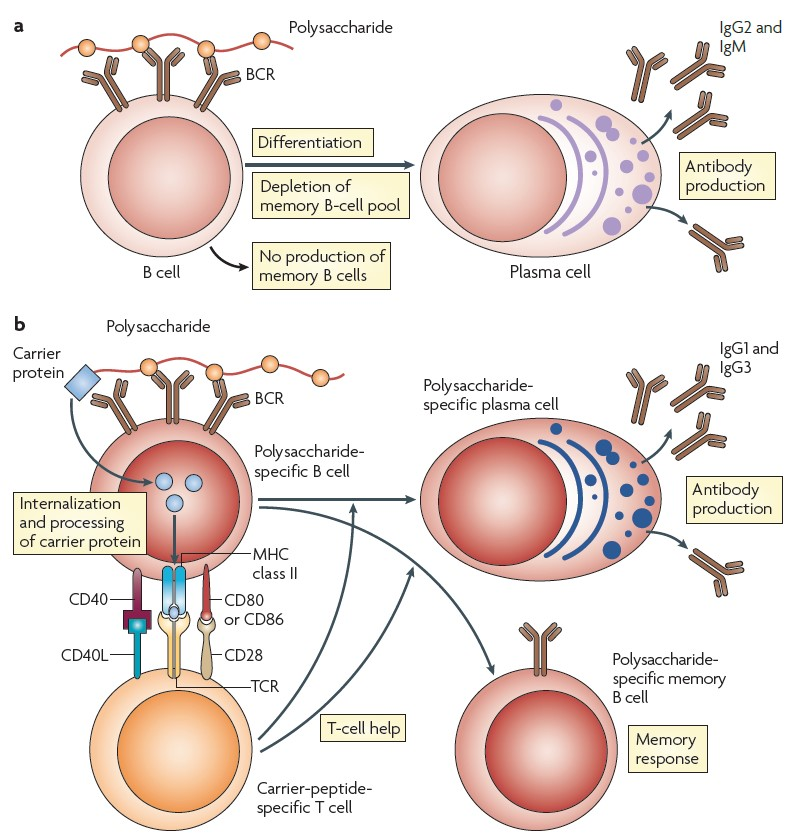 a
Polysaccharide
IgG2 and
IgM
BCR
Differentiation
Depletion of
memory B-cell pool
Antibody
production
No production of
memory B cells
B cell
Plasma cell
b
Polysaccharide
Carrier
protein
IgG1 and
IgG3
BCR
Polysaccharide-
specific plasma cell
Polysaccharide-
specific B cell
Internalization
and processing
of carrier protein
Antibody
production
MHC
class II
CD40
CD80
or CD86
CD40L
CD28
TCR
Polysaccharide-
specific memory
B cell
T-cell help
Memory
response
Carrier-peptide-
specific T cell